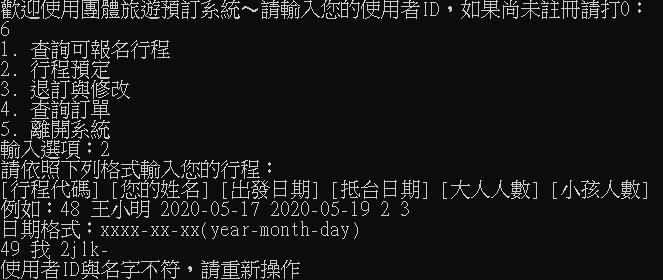 歡迎使用團體旅遊預訂系統～請輸入您的使用者ID，如果尚未註冊請打0：
6
1. 查詢可報名行程
2. 行程預定
3. 退訂與修改
4. 查詢訂單
5. 離開系統
輸入選項：2
請依照下列格式輸入您的行程：
[行程代碼] [您的姓名] [出發日期] [抵台日期] [大人人數] [小孩人數]
例如：48 王小明 2020-05-17 2020-05-19 2 3
日期格式：xxxx-xx-xx(year-month-day)
49 我 2jlk-
使用者ID與名字不符，請重新操作